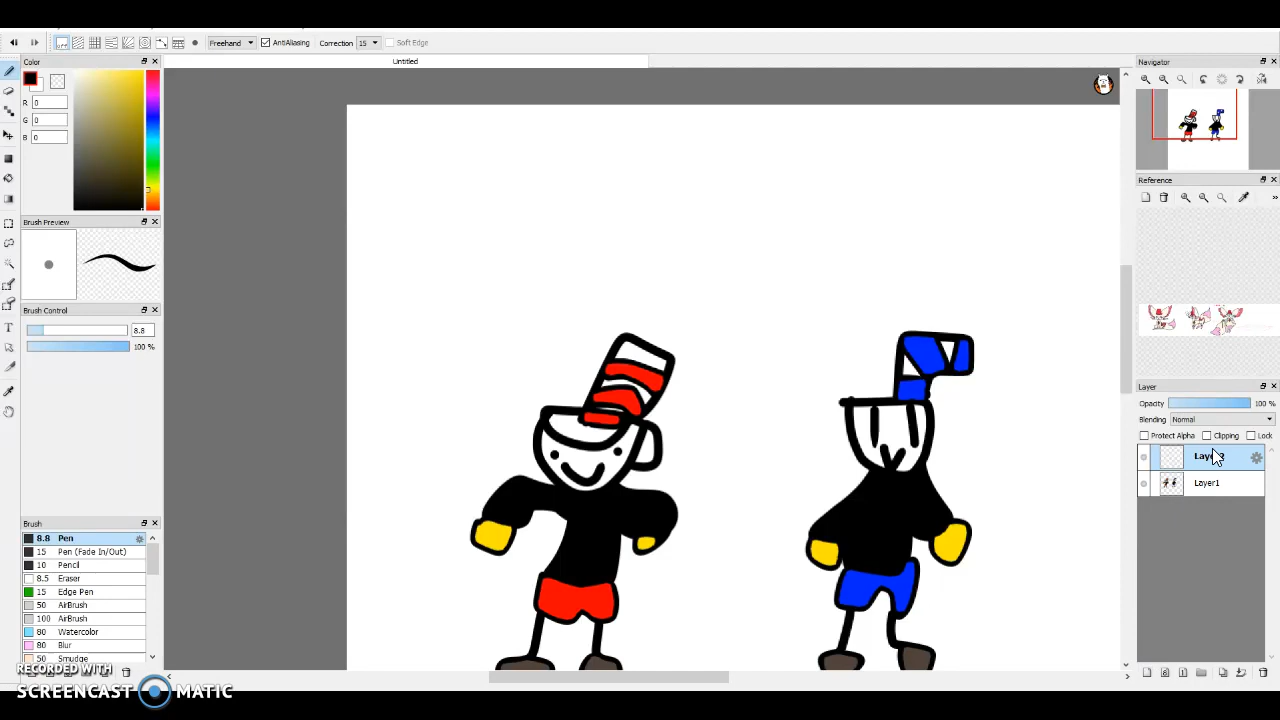 Freehand AntiAliasing Correction 15 Soft Edge
Color
Untitled
Navigator
R 0
G 0
B 0
Reference
Brush Preview
Brush Control
8.8
100 %
Layer
Opacity 100 %
Blending Normal
Protect Alpha Clipping Lock
Layer1
Brush
8.8 Pen
15 Pen (Fade In/Out)
10 Pencil
8.5 Eraser
15 Edge Pen
50 AirBrush
100 AirBrush
80 Watercolor
80 Blur
50 Smudge
RECORDED WITH
SCREENCAST MATIC